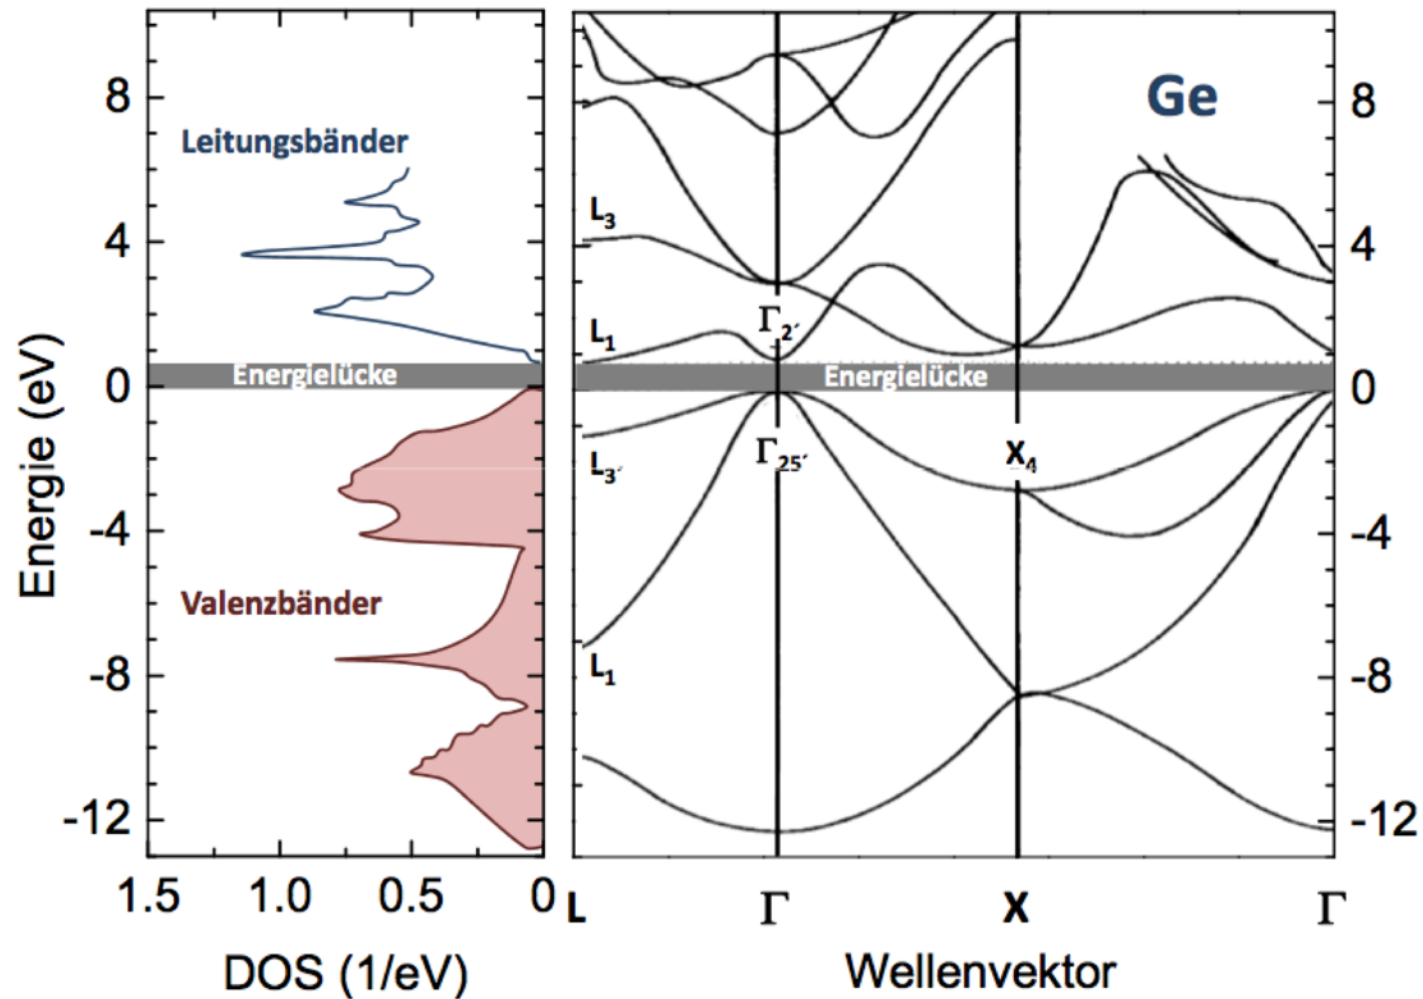 Energie (eV)
8
4
0
-4
-8
-12
Leitungsbänder
Energielücke
Valenzbänder
1.5
1.0
0.5
0
DOS (1/eV)
Ge
L3
L1
Γ2′
Energielücke
Γ25′
L3′
X4
L1
8
4
0
-4
-8
-12
L
Γ
X
Γ
Wellenvektor